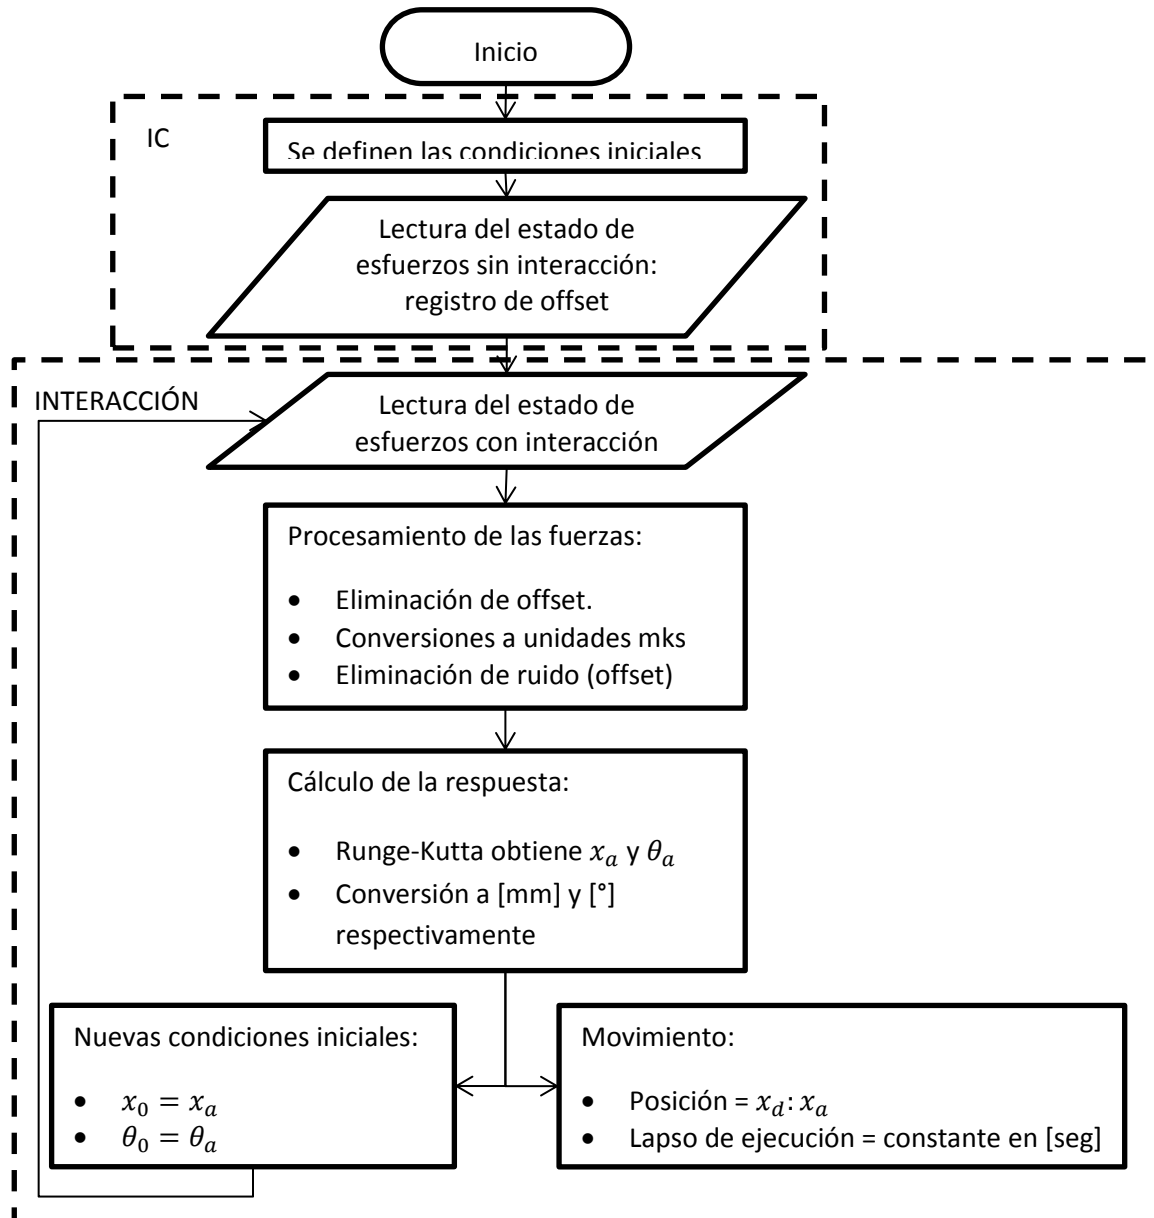 Inicio
IC
Se definen las condiciones iniciales
Lectura del estado de
esfuerzos sin interacción:
registro de offset
INTERACCIÓN
Lectura del estado de
esfuerzos con interacción
Procesamiento de las fuerzas:
• Eliminación de offset.
• Conversiones a unidades mks
• Eliminación de ruido (offset)
Cálculo de la respuesta:
• Runge-Kutta obtiene $x_a$ y $\theta_a$
• Conversión a [mm] y [°]
respectivamente
Nuevas condiciones iniciales:
• $x_0 = x_a$
• $\theta_0 = \theta_a$
Movimiento:
• Posición = $x_d : x_a$
• Lapso de ejecución = constante en [seg]